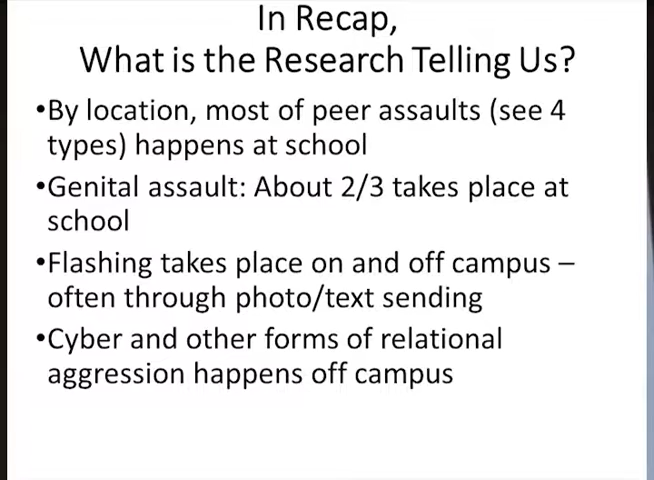 In Recap,
What is the Research Telling Us?
•By location, most of peer assaults (see 4
types) happens at school
•Genital assault: About 2/3 takes place at
school
•Flashing takes place on and off campus –
often through photo/text sending
•Cyber and other forms of relational
aggression happens off campus